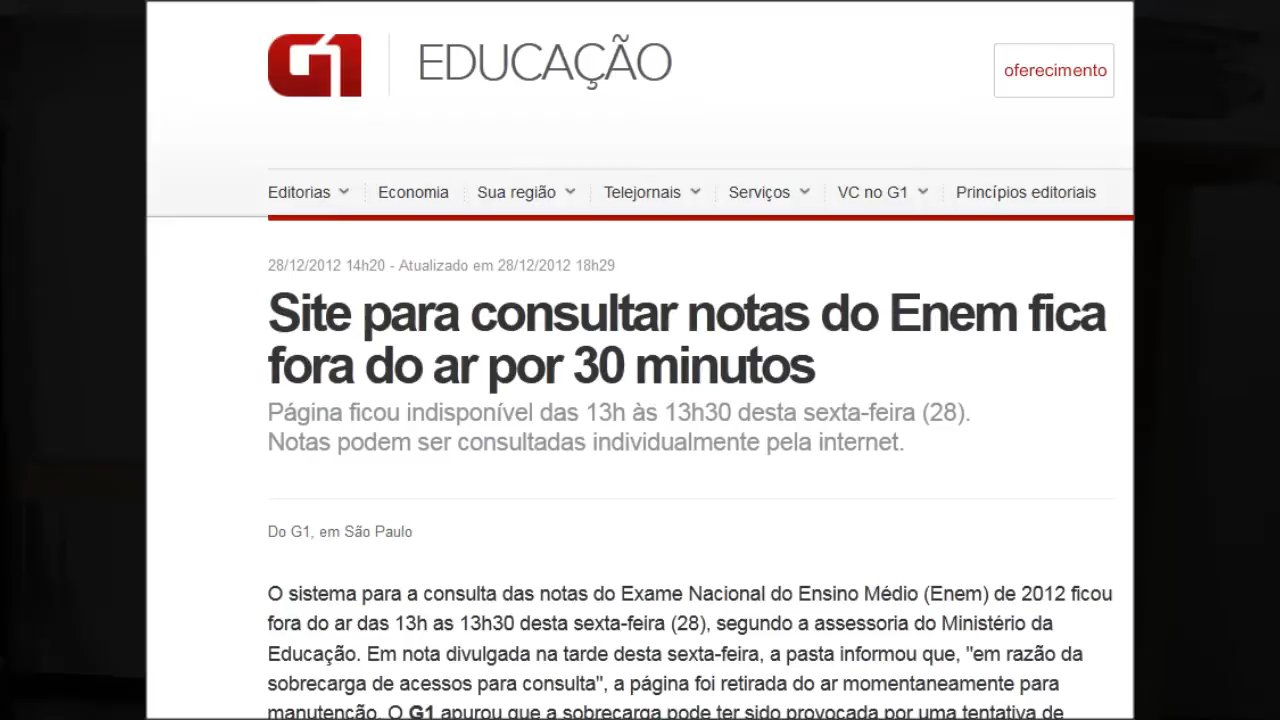 G1 EDUCAÇÃO
oferecimento
Editorias Economia Sua região Telejornais Serviços VC no G1 Princípios editoriais
28/12/2012 14h20 - Atualizado em 28/12/2012 18h29
Site para consultar notas do Enem fica
fora do ar por 30 minutos
Página ficou indisponível das 13h às 13h30 desta sexta-feira (28).
Notas podem ser consultadas individualmente pela internet.
Do G1, em São Paulo
O sistema para a consulta das notas do Exame Nacional do Ensino Médio (Enem) de 2012 ficou
fora do ar das 13h as 13h30 desta sexta-feira (28), segundo a assessoria do Ministério da
Educação. Em nota divulgada na tarde desta sexta-feira, a pasta informou que, "em razão da
sobrecarga de acessos para consulta", a página foi retirada do ar momentaneamente para
manutenção. O G1 apurou que a sobrecarga pode ter sido provocada por uma tentativa de